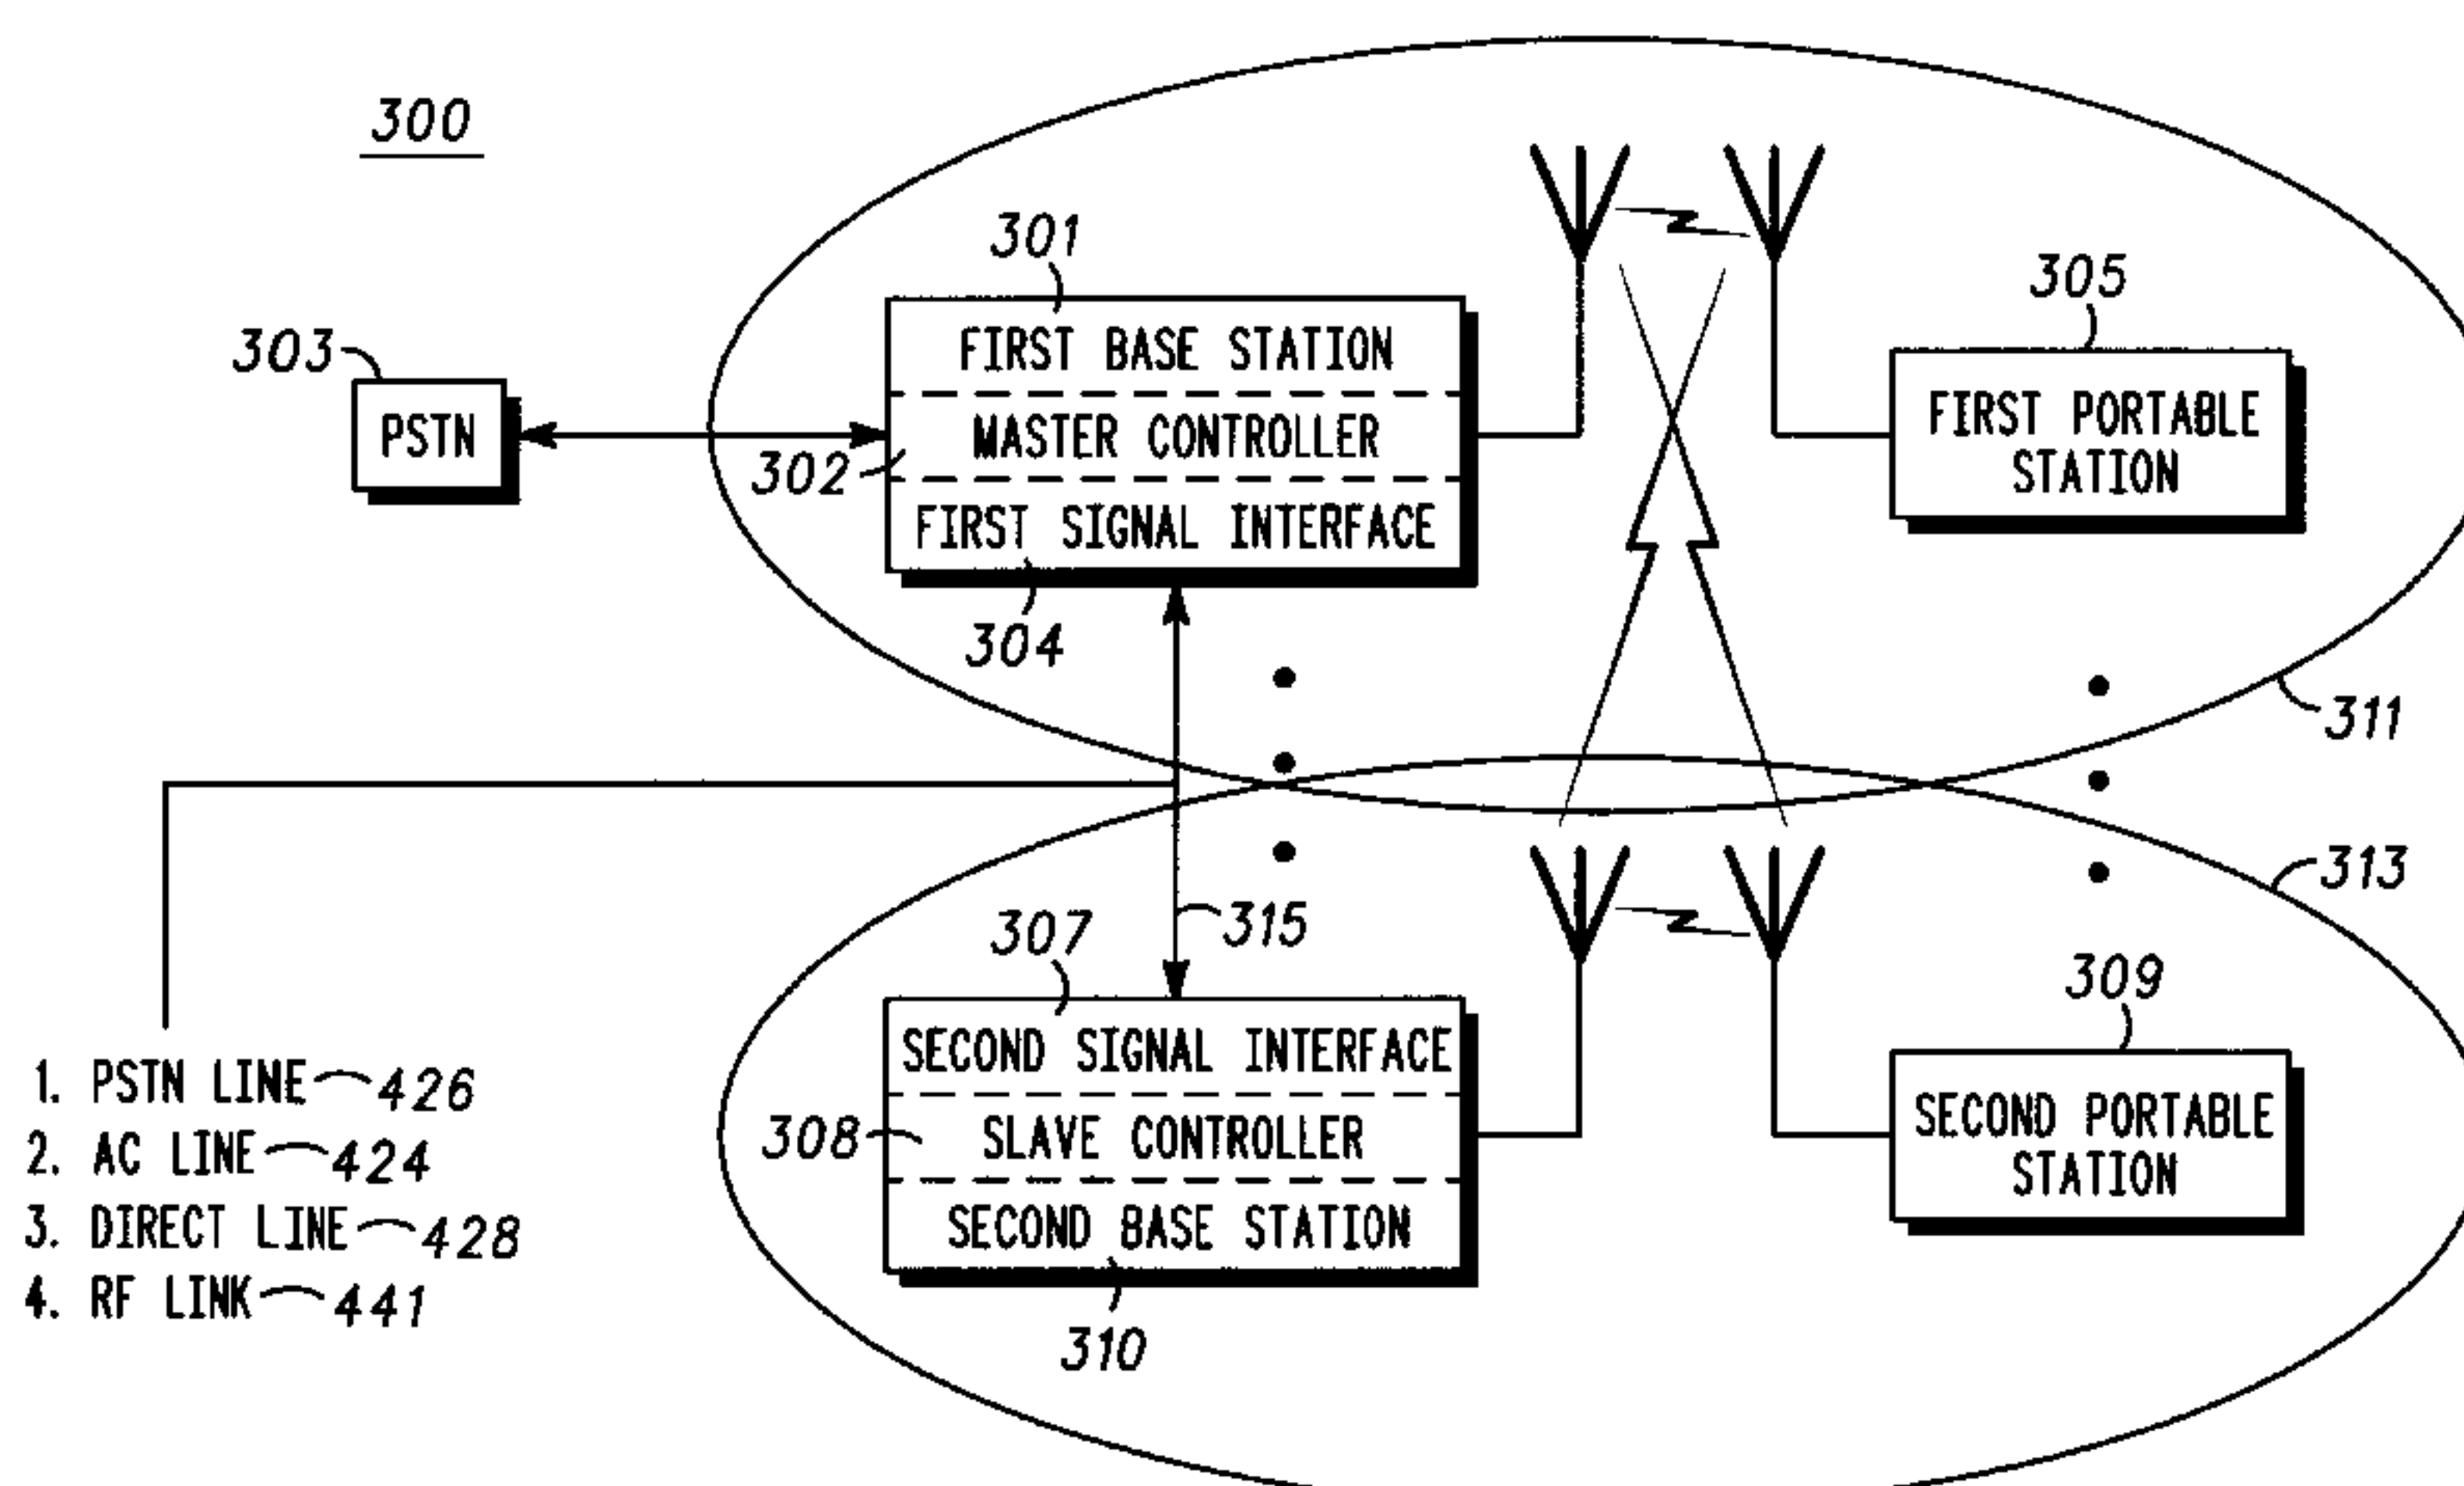 300
301
FIRST BASE STATION
303
PSTN
MASTER CONTROLLER
302
FIRST SIGNAL INTERFACE
304
305
FIRST PORTABLE
STATION
311
313
315
307
SECOND SIGNAL INTERFACE
308
SLAVE CONTROLLER
SECOND BASE STATION
310
309
SECOND PORTABLE
STATION
1. PSTN LINE 426
2. AC LINE 424
3. DIRECT LINE 428
4. RF LINK 441